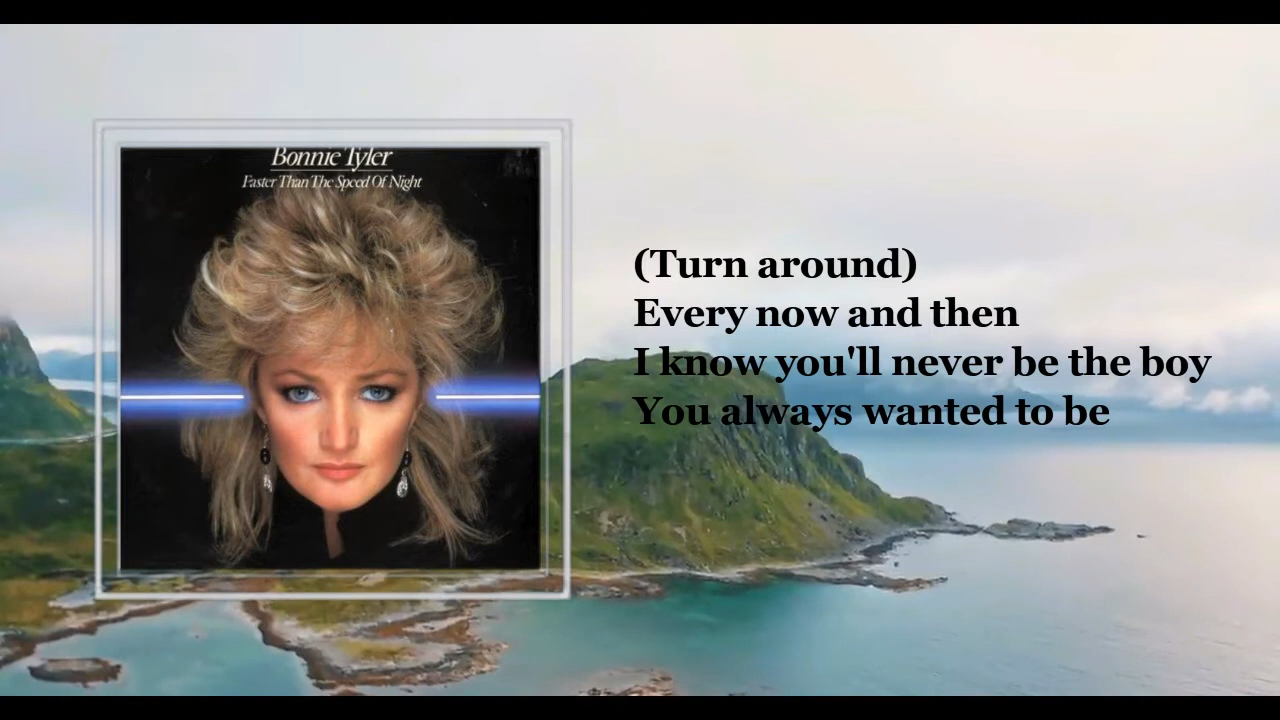 Bonnie Tyler
Faster Than The Speed Of Night
(Turn around)
Every now and then
I know you'll never be the boy
You always wanted to be